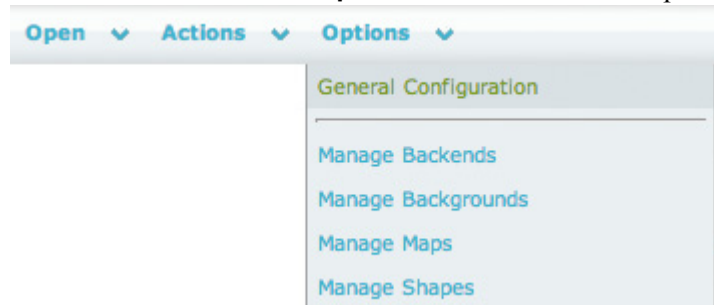 Open Actions Options
General Configuration
Manage Backends
Manage Backgrounds
Manage Maps
Manage Shapes